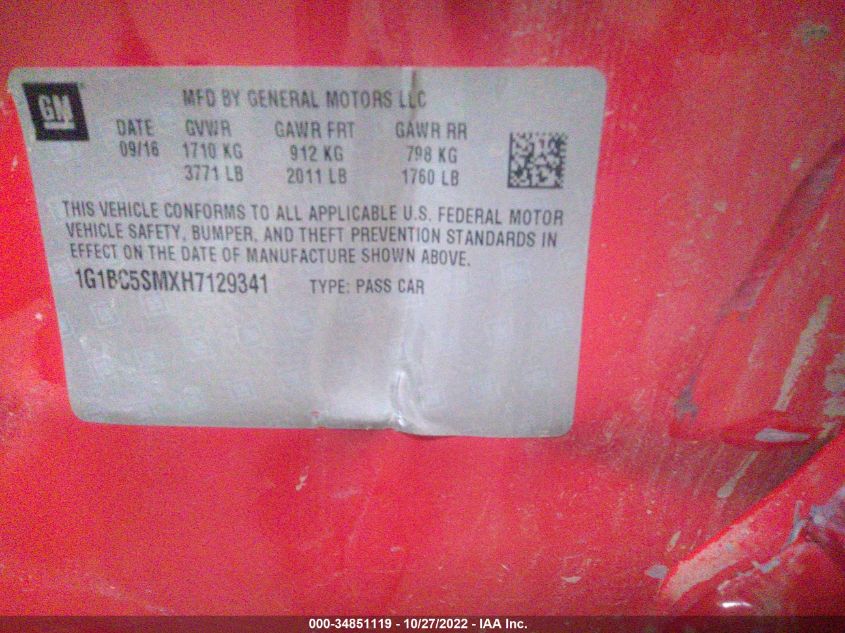 GM
MFD BY GENERAL MOTORS LLC
DATE GVWR GAWR FRT GAWR RR
09/16 1710 KG 912 KG 798 KG
3771 LB 2011 LB 1760 LB
THIS VEHICLE CONFORMS TO ALL APPLICABLE U.S. FEDERAL MOTOR
VEHICLE SAFETY, BUMPER, AND THEFT PREVENTION STANDARDS IN
EFFECT ON THE DATE OF MANUFACTURE SHOWN ABOVE.
1G1BC5SMXH7129341 TYPE: PASS CAR
000-34851119 - 10/27/2022 - IAA Inc.